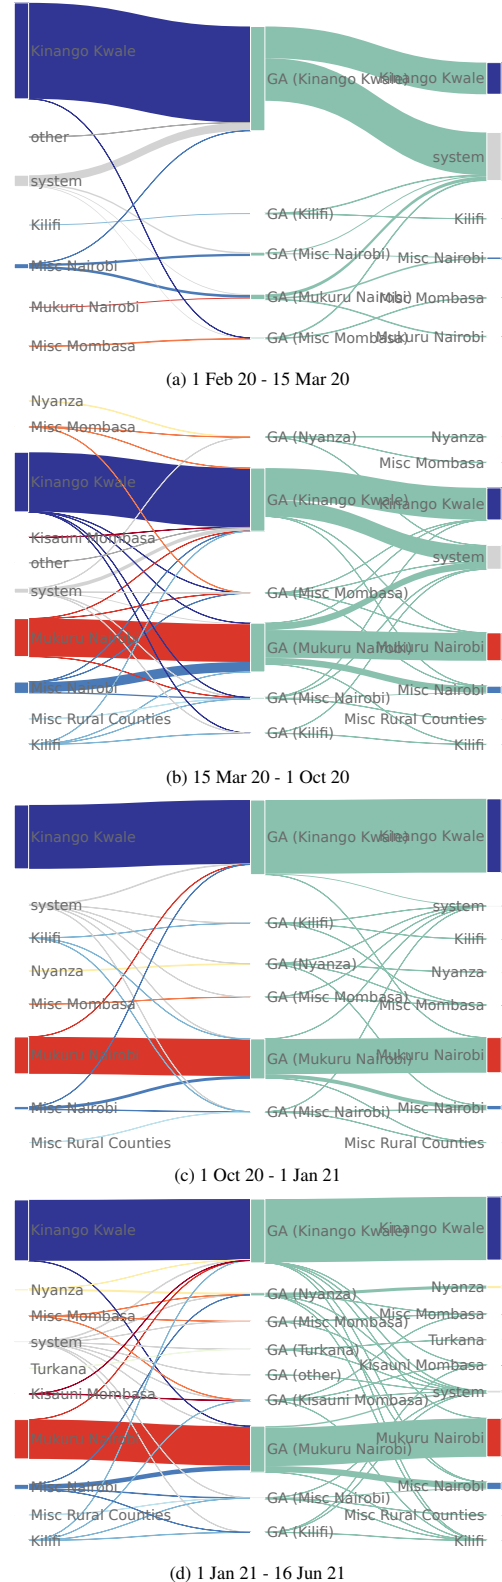 Kinango Kwale
GA (Kinango Kwale)
Kinango Kwale
other
system
system
Kilifi
GA (Kilifi)
Kilifi
Misc Nairobi
GA (Misc Nairobi)
Misc Nairobi
Mukuru Nairobi
GA (Mukuru Nairobi)
Misc Mombasa
Misc Mombasa
GA (Misc Mombasa)
Mukuru Nairobi
(a) 1 Feb 20 - 15 Mar 20
Nyanza
Misc Mombasa
GA (Nyanza)
Nyanza
Misc Mombasa
Kinango Kwale
GA (Kinango Kwale)
Kinango Kwale
Kisauni Mombasa
other
system
system
GA (Misc Mombasa)
Mukuru Nairobi
GA (Mukuru Nairobi)
Mukuru Nairobi
Misc Nairobi
GA (Misc Nairobi)
Misc Nairobi
Misc Rural Counties
Misc Rural Counties
Kilifi
GA (Kilifi)
Kilifi
(b) 15 Mar 20 - 1 Oct 20
Kinango Kwale
GA (Kinango Kwale)
Kinango Kwale
system
system
Kilifi
GA (Kilifi)
Kilifi
Nyanza
GA (Nyanza)
Nyanza
Misc Mombasa
GA (Misc Mombasa)
Misc Mombasa
Mukuru Nairobi
GA (Mukuru Nairobi)
Mukuru Nairobi
Misc Nairobi
GA (Misc Nairobi)
Misc Nairobi
Misc Rural Counties
Misc Rural Counties
(c) 1 Oct 20 - 1 Jan 21
Kinango Kwale
GA (Kinango Kwale)
Kinango Kwale
Nyanza
GA (Nyanza)
Nyanza
Misc Mombasa
GA (Misc Mombasa)
Misc Mombasa
system
GA (Turkana)
Turkana
Turkana
GA (other)
Kisauni Mombasa
Kisauni Mombasa
GA (Kisauni Mombasa)
system
Mukuru Nairobi
GA (Mukuru Nairobi)
Mukuru Nairobi
Misc Nairobi
GA (Misc Nairobi)
Misc Nairobi
Misc Rural Counties
Misc Rural Counties
Kilifi
GA (Kilifi)
Kilifi
(d) 1 Jan 21 - 16 Jun 21